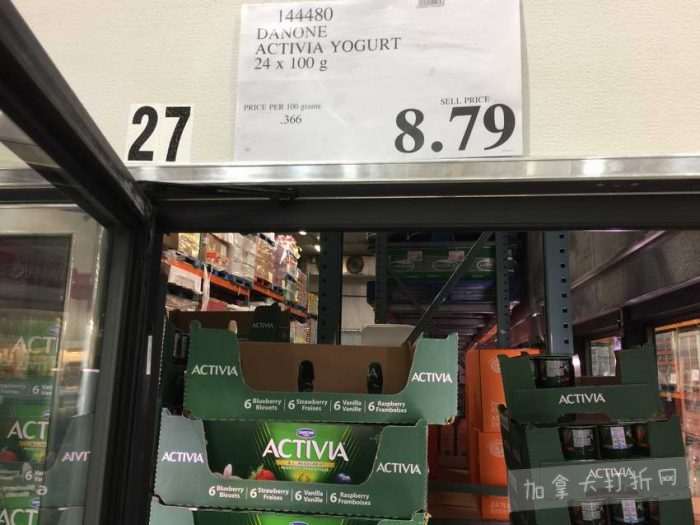 144480
DANONE
ACTIVIA YOGURT
24 x 100 g
PRICE PER 100 grams
.366
SELL PRICE
8.79
27
ACTIVIA
ACTIVIA
ACTIVIA
6 Blueberry Bleuets
6 Strawberry Fraises
6 Vanilla Vanille
6 Raspberry Framboises
ACTIVIA
ACTIVIA
ACTIVIA
ACTIVIA
6 Blueberry Bleuets
6 Strawberry Fraises
6 Vanilla Vanille
6 Raspberry Framboises
ACTIVIA
ACTIVIA
加拿大打折网